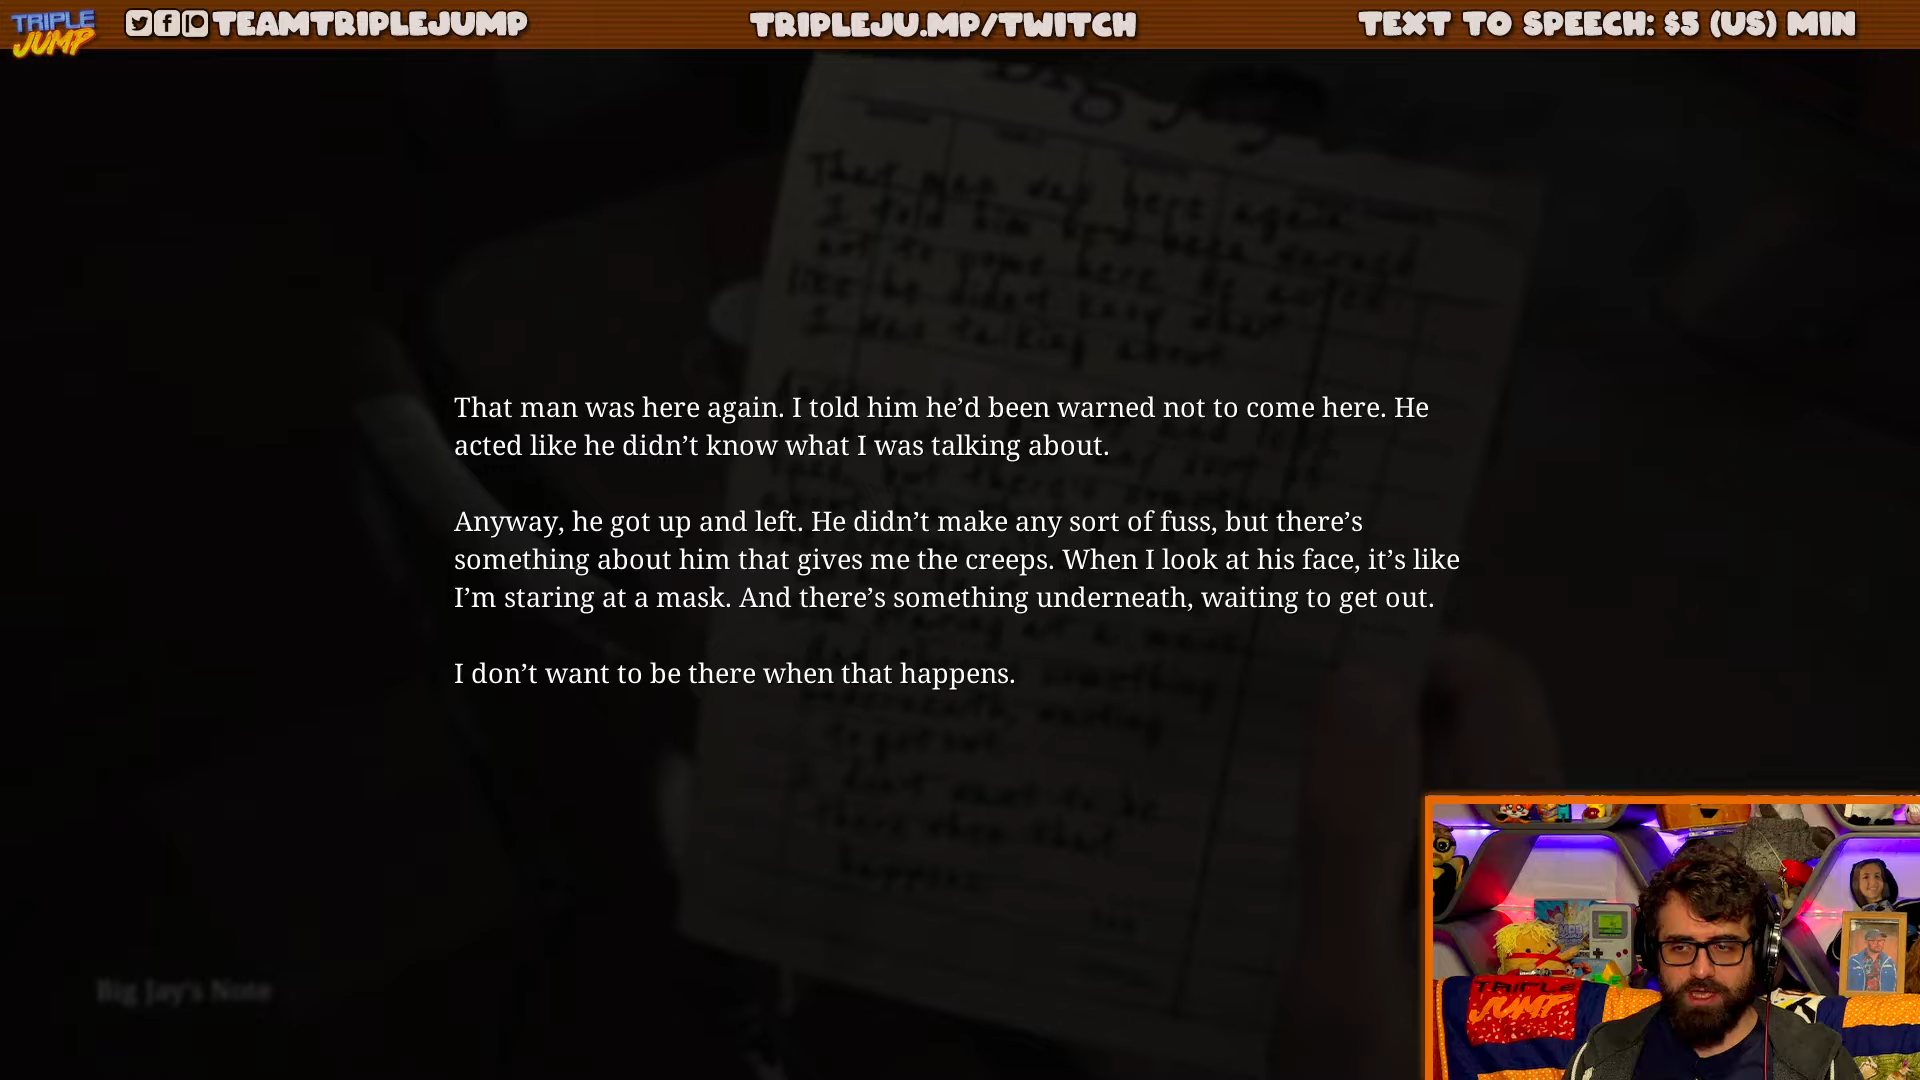 TRIPLE JUMP
TEAMTRIPLEJUMP
TRIPLEJU.MP/TWITCH
TEXT TO SPEECH: $5 (US) MIN
That man was here again. I told him he’d been warned not to come here. He
acted like he didn’t know what I was talking about.
Anyway, he got up and left. He didn’t make any sort of fuss, but there’s
something about him that gives me the creeps. When I look at his face, it’s like
I’m staring at a mask. And there’s something underneath, waiting to get out.
I don’t want to be there when that happens.
Big Jay's Note
TRIPLE
JUMP